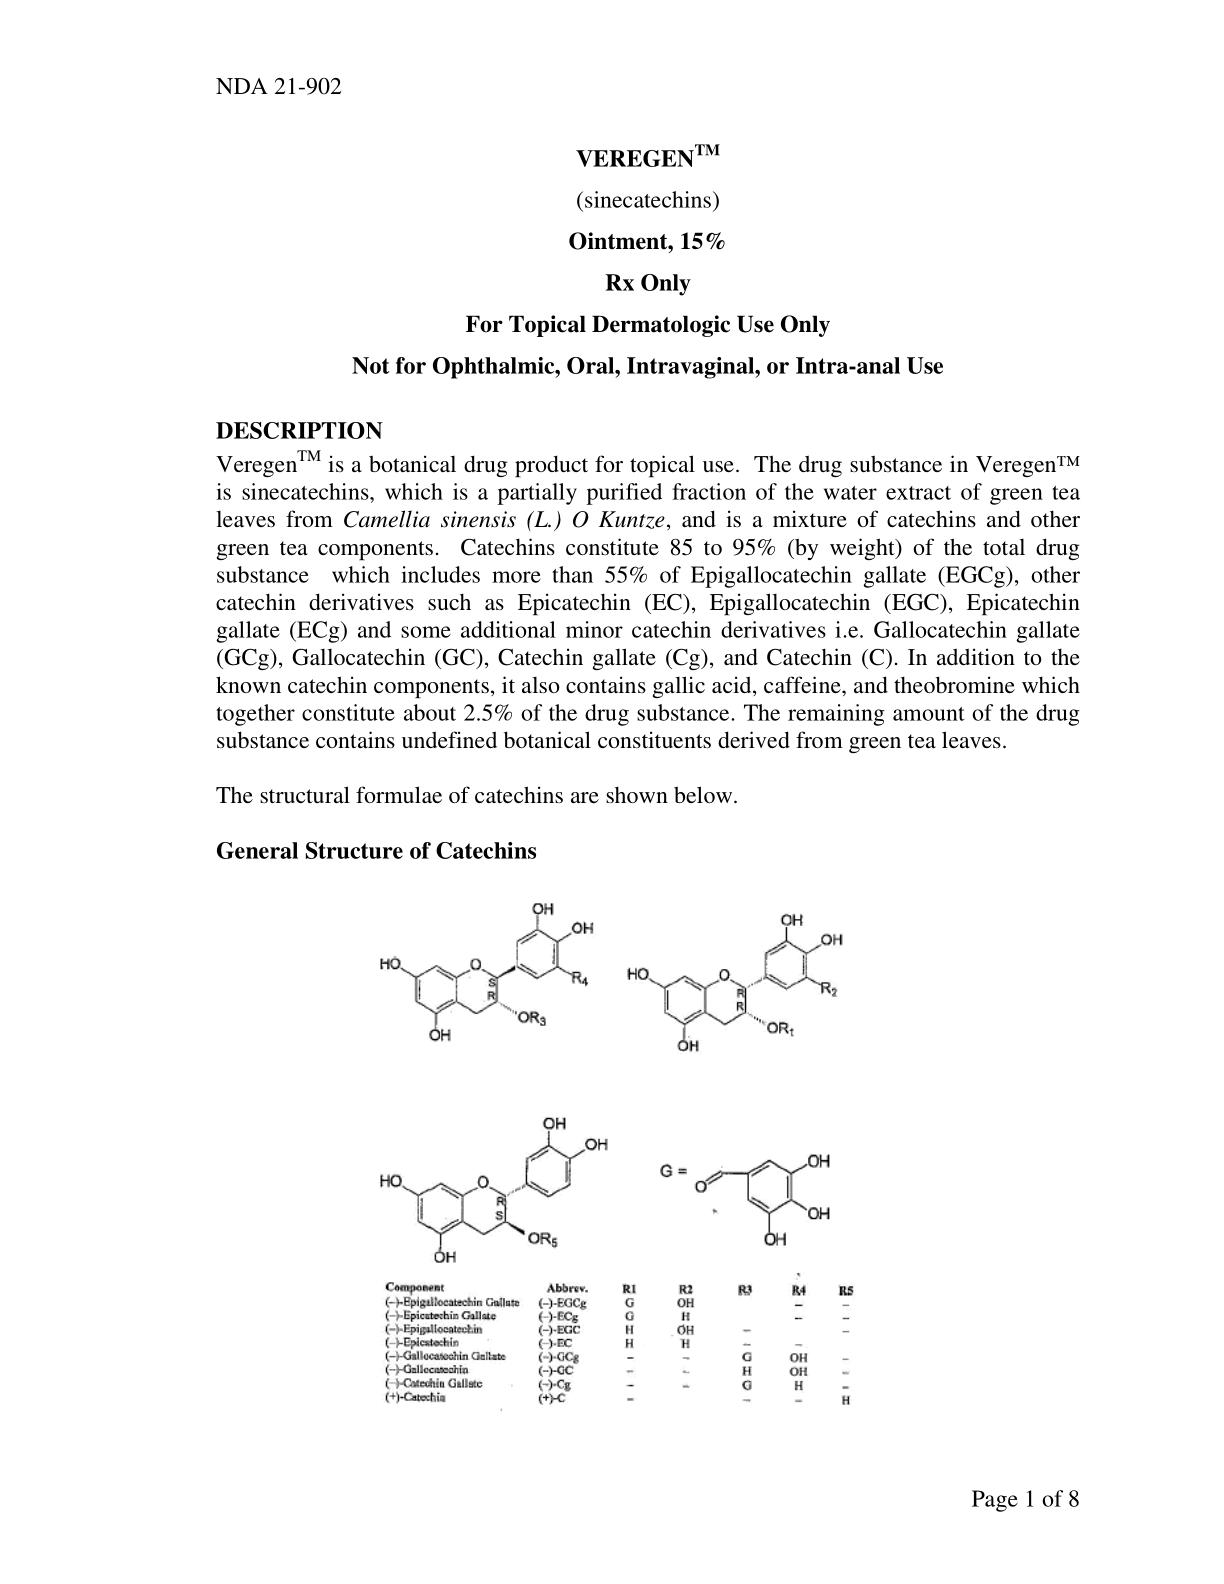 NDA 21-902
VEREGEN™
(sinecatechins)
Ointment, 15%
Rx Only
For Topical Dermatologic Use Only
Not for Ophthalmic, Oral, Intravaginal, or Intra-anal Use
DESCRIPTION
Veregen™ is a botanical drug product for topical use. The drug substance in Veregen™
is sinecatechins, which is a partially purified fraction of the water extract of green tea
leaves from Camellia sinensis (L.) O Kuntze, and is a mixture of catechins and other
green tea components. Catechins constitute 85 to 95% (by weight) of the total drug
substance which includes more than 55% of Epigallocatechin gallate (EGCg), other
catechin derivatives such as Epicatechin (EC), Epigallocatechin (EGC), Epicatechin
gallate (ECg) and some additional minor catechin derivatives i.e. Gallocatechin gallate
(GCg), Gallocatechin (GC), Catechin gallate (Cg), and Catechin (C). In addition to the
known catechin components, it also contains gallic acid, caffeine, and theobromine which
together constitute about 2.5% of the drug substance. The remaining amount of the drug
substance contains undefined botanical constituents derived from green tea leaves.
The structural formulae of catechins are shown below.
General Structure of Catechins
OH
OH
HO
O
S
R
R4
OR3
OH
OH
OH
HO
O
R
R
R2
OR1
OH
OH
OH
HO
O
R
S
OR5
OH
G =
O
OH
OH
OH
Component Abbrev. R1 R2 R3 R4 R5
(–)-Epigallocatechin Gallate (–)-EGCg G OH – –
(–)-Epicatechin Gallate (–)-ECg G H – –
(–)-Epigallocatechin (–)-EGC H OH – –
(–)-Epicatechin (–)-EC H H – – –
(–)-Gallocatechin Gallate (–)-GCg – – G OH –
(–)-Gallocatechin (–)-GC – – H OH –
(–)-Catechin Gallate (–)-Cg – – G H –
(+)-Catechin (+)-C – – – H
Page 1 of 8